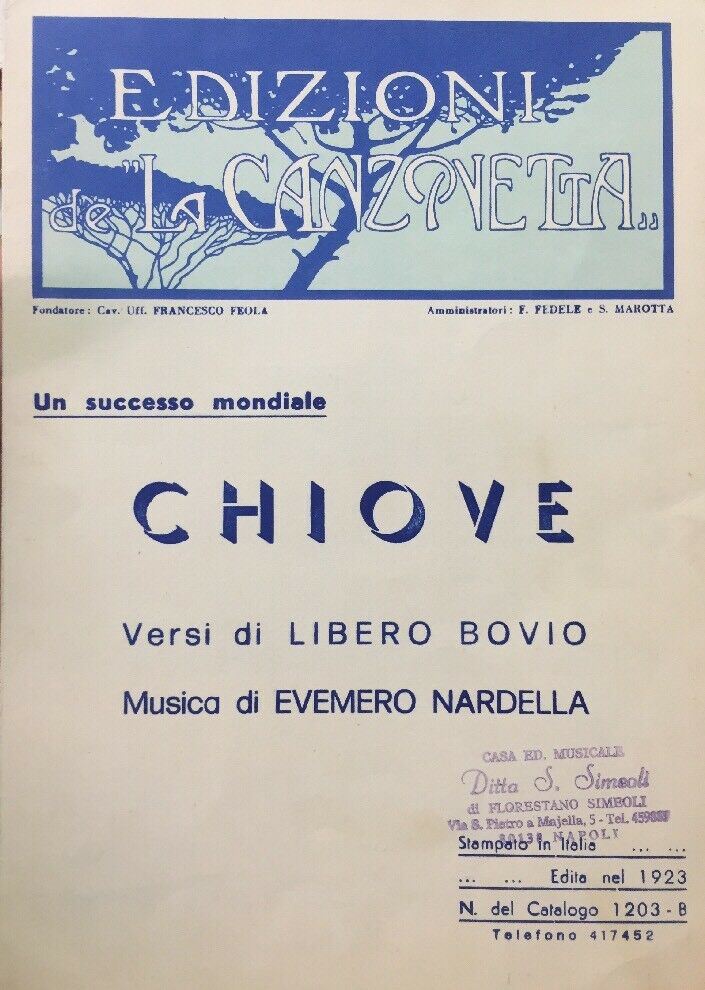 EDIZIONI
de "LA CANZONETTA"
Fondatore: Cav. Uff. FRANCESCO FEOLA
Amministratori: F. FEDELE e S. MAROTTA
Un successo mondiale
CHIOVE
Versi di LIBERO BOVIO
Musica di EVEMERO NARDELLA
CASA ED. MUSICALE
Ditta S. Simeoli
di FLORESTANO SIMEOLI
Via S. Pietro a Majella, 5 - Tel.
80138 NAPOLI
Stampato in Italia ... ...
... ... Edita nel 1923
N. del Catalogo 1203 - B
Telefono 417452